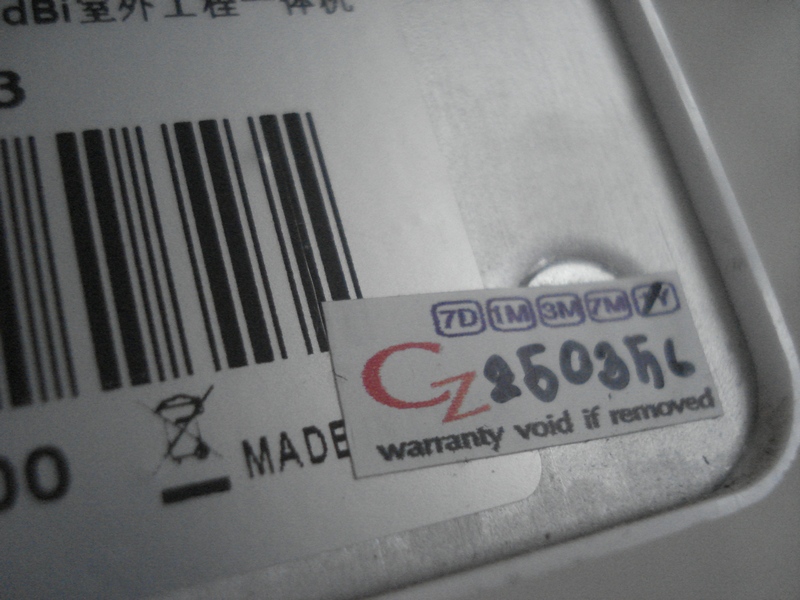 dBi室外工程一体机
3
00
MADE
7D 1M 3M 7M 1Y
CZ
warranty void if removed